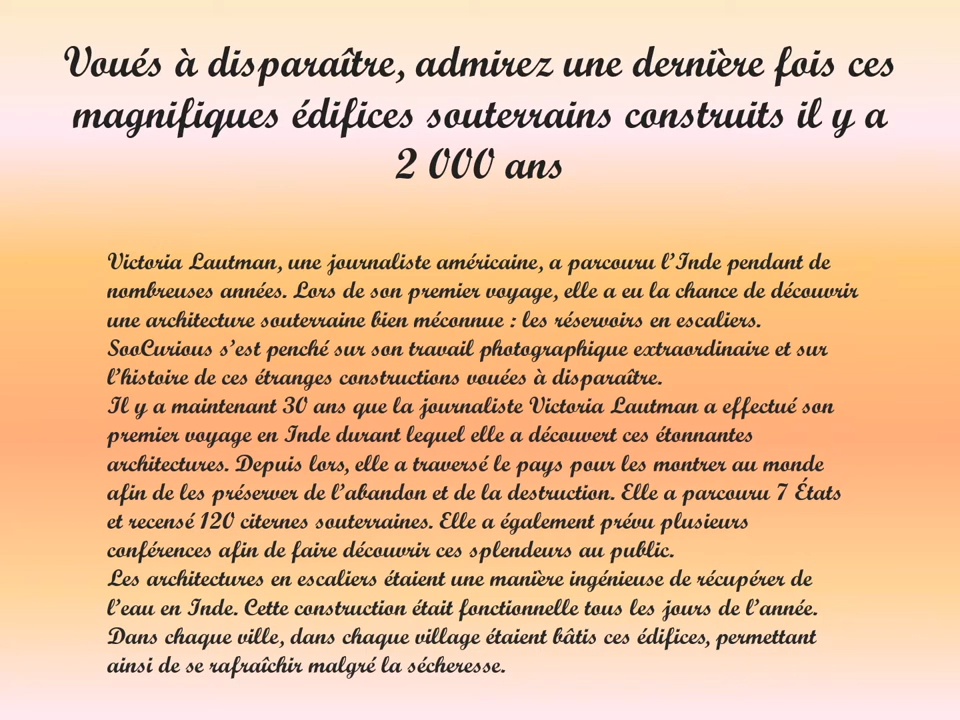 Voués à disparaître, admirez une dernière fois ces
magnifiques édifices souterrains construits il y a
2 000 ans
Victoria Lautman, une journaliste américaine, a parcouru l’Inde pendant de
nombreuses années. Lors de son premier voyage, elle a eu la chance de découvrir
une architecture souterraine bien méconnue : les réservoirs en escaliers.
SooCurious s’est penché sur son travail photographique extraordinaire et sur
l’histoire de ces étranges constructions vouées à disparaître.
Il y a maintenant 30 ans que la journaliste Victoria Lautman a effectué son
premier voyage en Inde durant lequel elle a découvert ces étonnantes
architectures. Depuis lors, elle a traversé le pays pour les montrer au monde
afin de les préserver de l’abandon et de la destruction. Elle a parcouru 7 États
et recensé 120 citernes souterraines. Elle a également prévu plusieurs
conférences afin de faire découvrir ces splendeurs au public.
Les architectures en escaliers étaient une manière ingénieuse de récupérer de
l’eau en Inde. Cette construction était fonctionnelle tous les jours de l’année.
Dans chaque ville, dans chaque village étaient bâtis ces édifices, permettant
ainsi de se rafraîchir malgré la sécheresse.